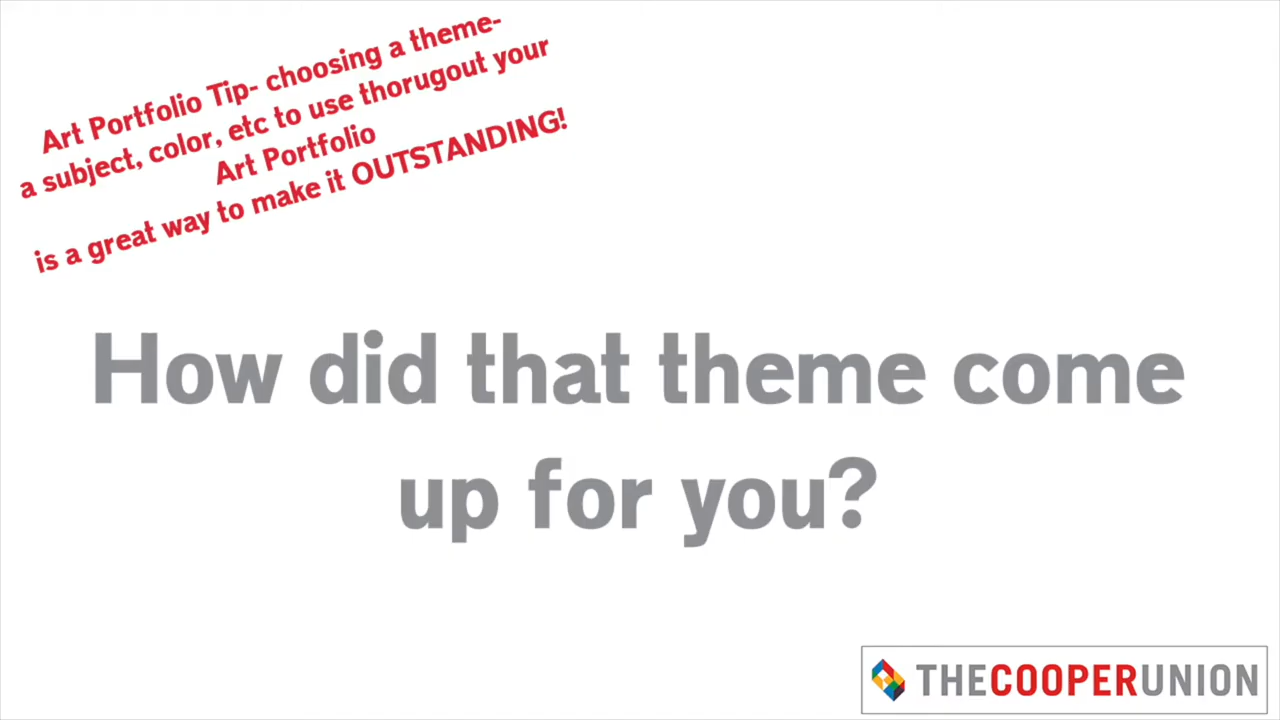 Art Portfolio Tip- choosing a theme-
a subject, color, etc to use thorugout your
Art Portfolio
is a great way to make it OUTSTANDING!
How did that theme come
up for you?
THECOOPERUNION